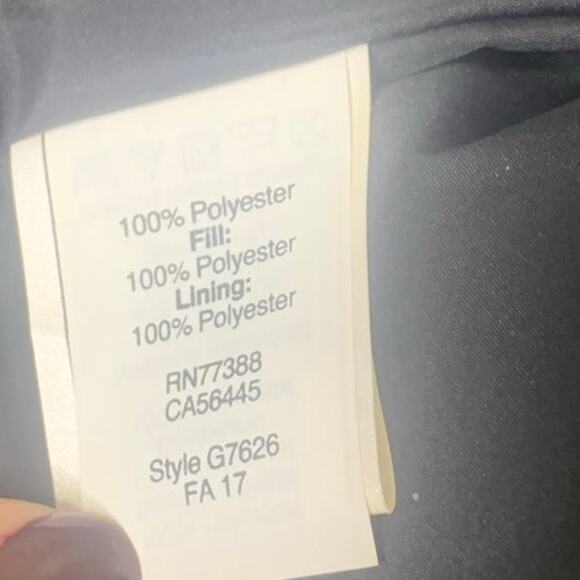 100% Polyester
Fill:
100% Polyester
Lining:
100% Polyester
RN77388
CA56445
Style G7626
FA 17